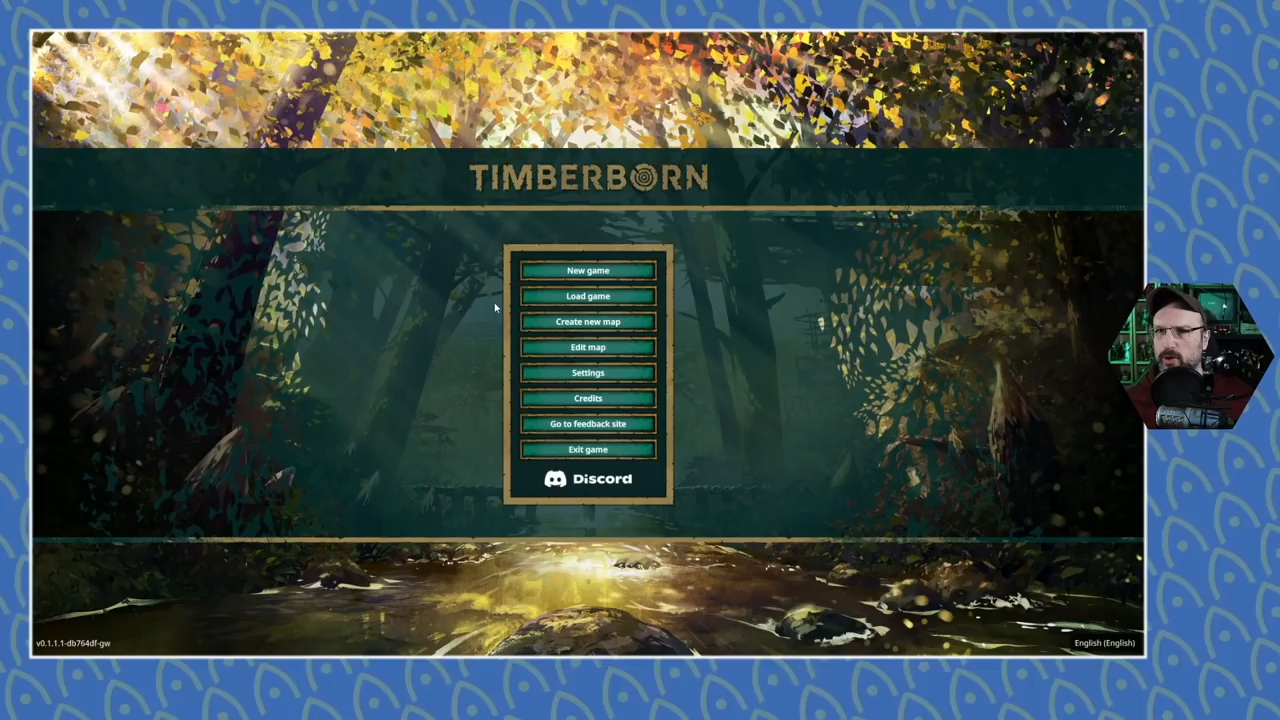 TIMBERBORN
New game
Load game
Create new map
Edit map
Settings
Credits
Go to feedback site
Exit game
Discord
v0.1.1.1-db764df-gw
English (English)